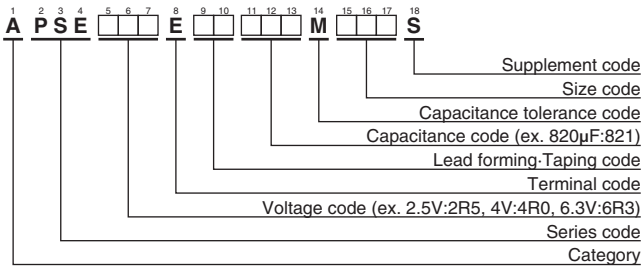 1 2 3 4 5 6 7 8 9 10 11 12 13 14 15 16 17 18
A P S E E M S
Supplement code
Size code
Capacitance tolerance code
Capacitance code (ex. 820µF:821)
Lead forming·Taping code
Terminal code
Voltage code (ex. 2.5V:2R5, 4V:4R0, 6.3V:6R3)
Series code
Category